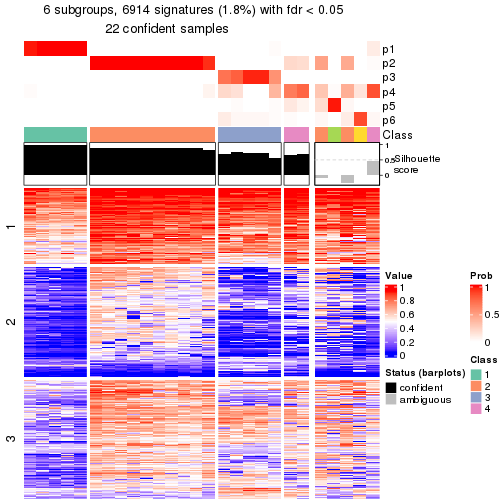 6 subgroups, 6914 signatures (1.8%) with fdr < 0.05
22 confident samples
p1
p2
p3
p4
p5
p6
Class
1
0.5
0
Silhouette
score
1
2
3
Value
1
0.8
0.6
0.4
0.2
0
Status (barplots)
confident
ambiguous
Prob
1
0.5
0
Class
1
2
3
4